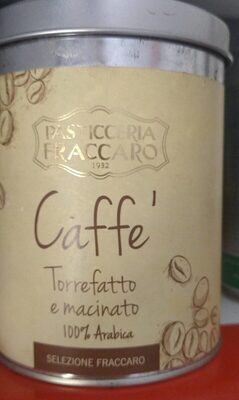 PASTICCERIA
FRACCARO
1932
Caffe'
Torrefatto
e macinato
100% Arabica
SELEZIONE FRACCARO